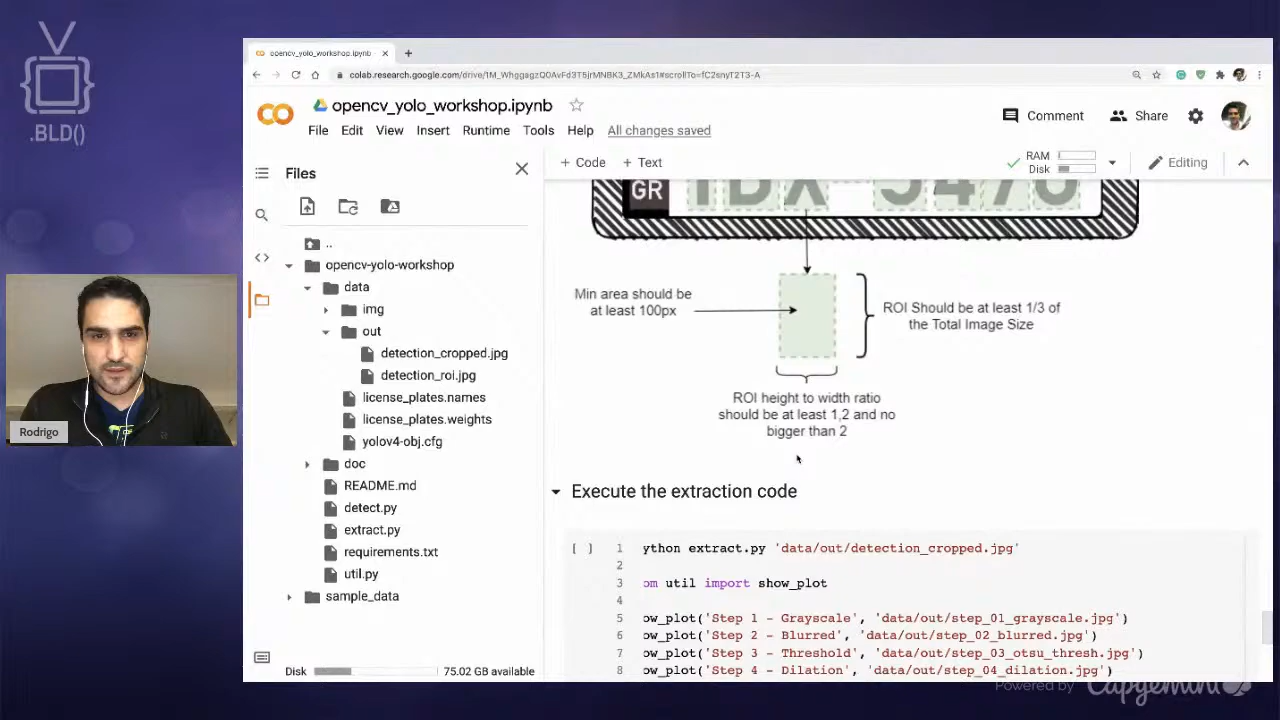 .BLD()
opencv_yolo_workshop.ipynb
colab.research.google.com/drive/1M_WhggagzQ0AvFd3T5jrMNBK3_ZMkAs1#scrollTo=fC2snyT2T3-A
opencv_yolo_workshop.ipynb
File Edit View Insert Runtime Tools Help All changes saved
Comment Share
+ Code + Text
RAM
Disk
Editing
Files
..
opencv-yolo-workshop
data
img
out
detection_cropped.jpg
detection_roi.jpg
license_plates.names
license_plates.weights
yolov4-obj.cfg
doc
README.md
detect.py
extract.py
requirements.txt
util.py
sample_data
Disk 75.02 GB available
GR IBX 5476
Min area should be
at least 100px
ROI Should be at least 1/3 of
the Total Image Size
ROI height to width ratio
should be at least 1,2 and no
bigger than 2
Execute the extraction code
[ ] 1 ython extract.py 'data/out/detection_cropped.jpg'
2
3 om util import show_plot
4
5 ow_plot('Step 1 - Grayscale', 'data/out/step_01_grayscale.jpg')
6 ow_plot('Step 2 - Blurred', 'data/out/step_02_blurred.jpg')
7 ow_plot('Step 3 - Threshold', 'data/out/step_03_otsu_thresh.jpg')
8 ow_plot('Step 4 - Dilation', 'data/out/step_04_dilation.jpg')
Rodrigo
Powered by Capgemini